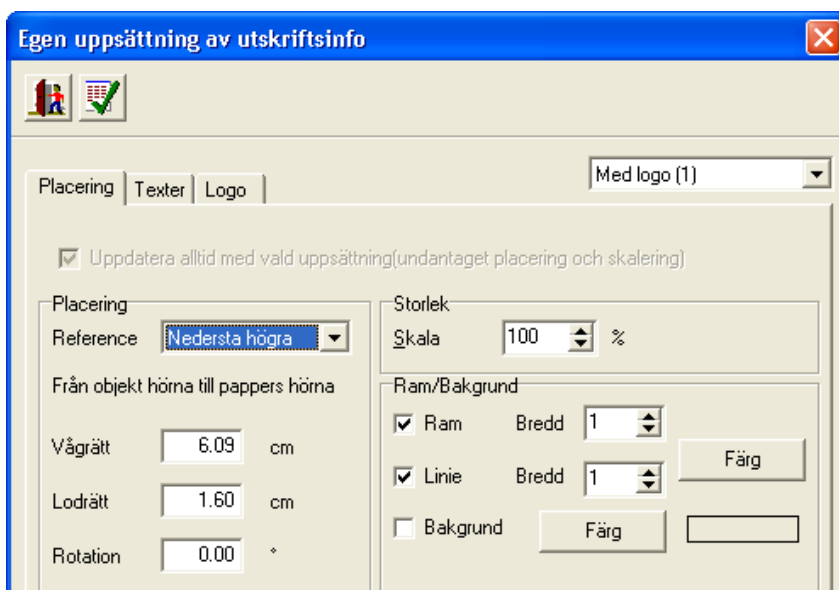 Egen uppsättning av utskriftsinfo
Med logo (1)
Placering Texter Logo
Uppdatera alltid med vald uppsättning(undantaget placering och skalering)
Placering
Reference Nedersta högra
Från objekt hörna till pappers hörna
Vågrätt 6.09 cm
Lodrätt 1.60 cm
Rotation 0.00 °
Storlek
Skala 100 %
Ram/Bakgrund
Ram Bredd 1
Linie Bredd 1
Färg
Bakgrund Färg